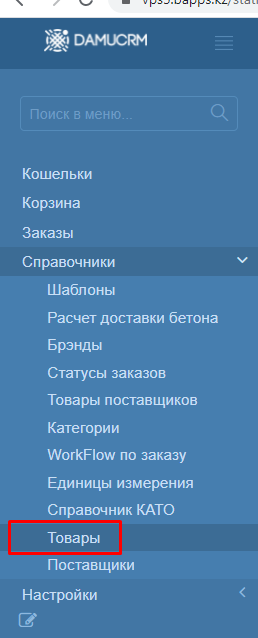 DAMUCRM
Поиск в меню...
Кошельки
Корзина
Заказы
Справочники
Шаблоны
Расчет доставки бетона
Брэнды
Статусы заказов
Товары поставщиков
Категории
WorkFlow по заказу
Единицы измерения
Справочник КАТО
Товары
Поставщики
Настройки